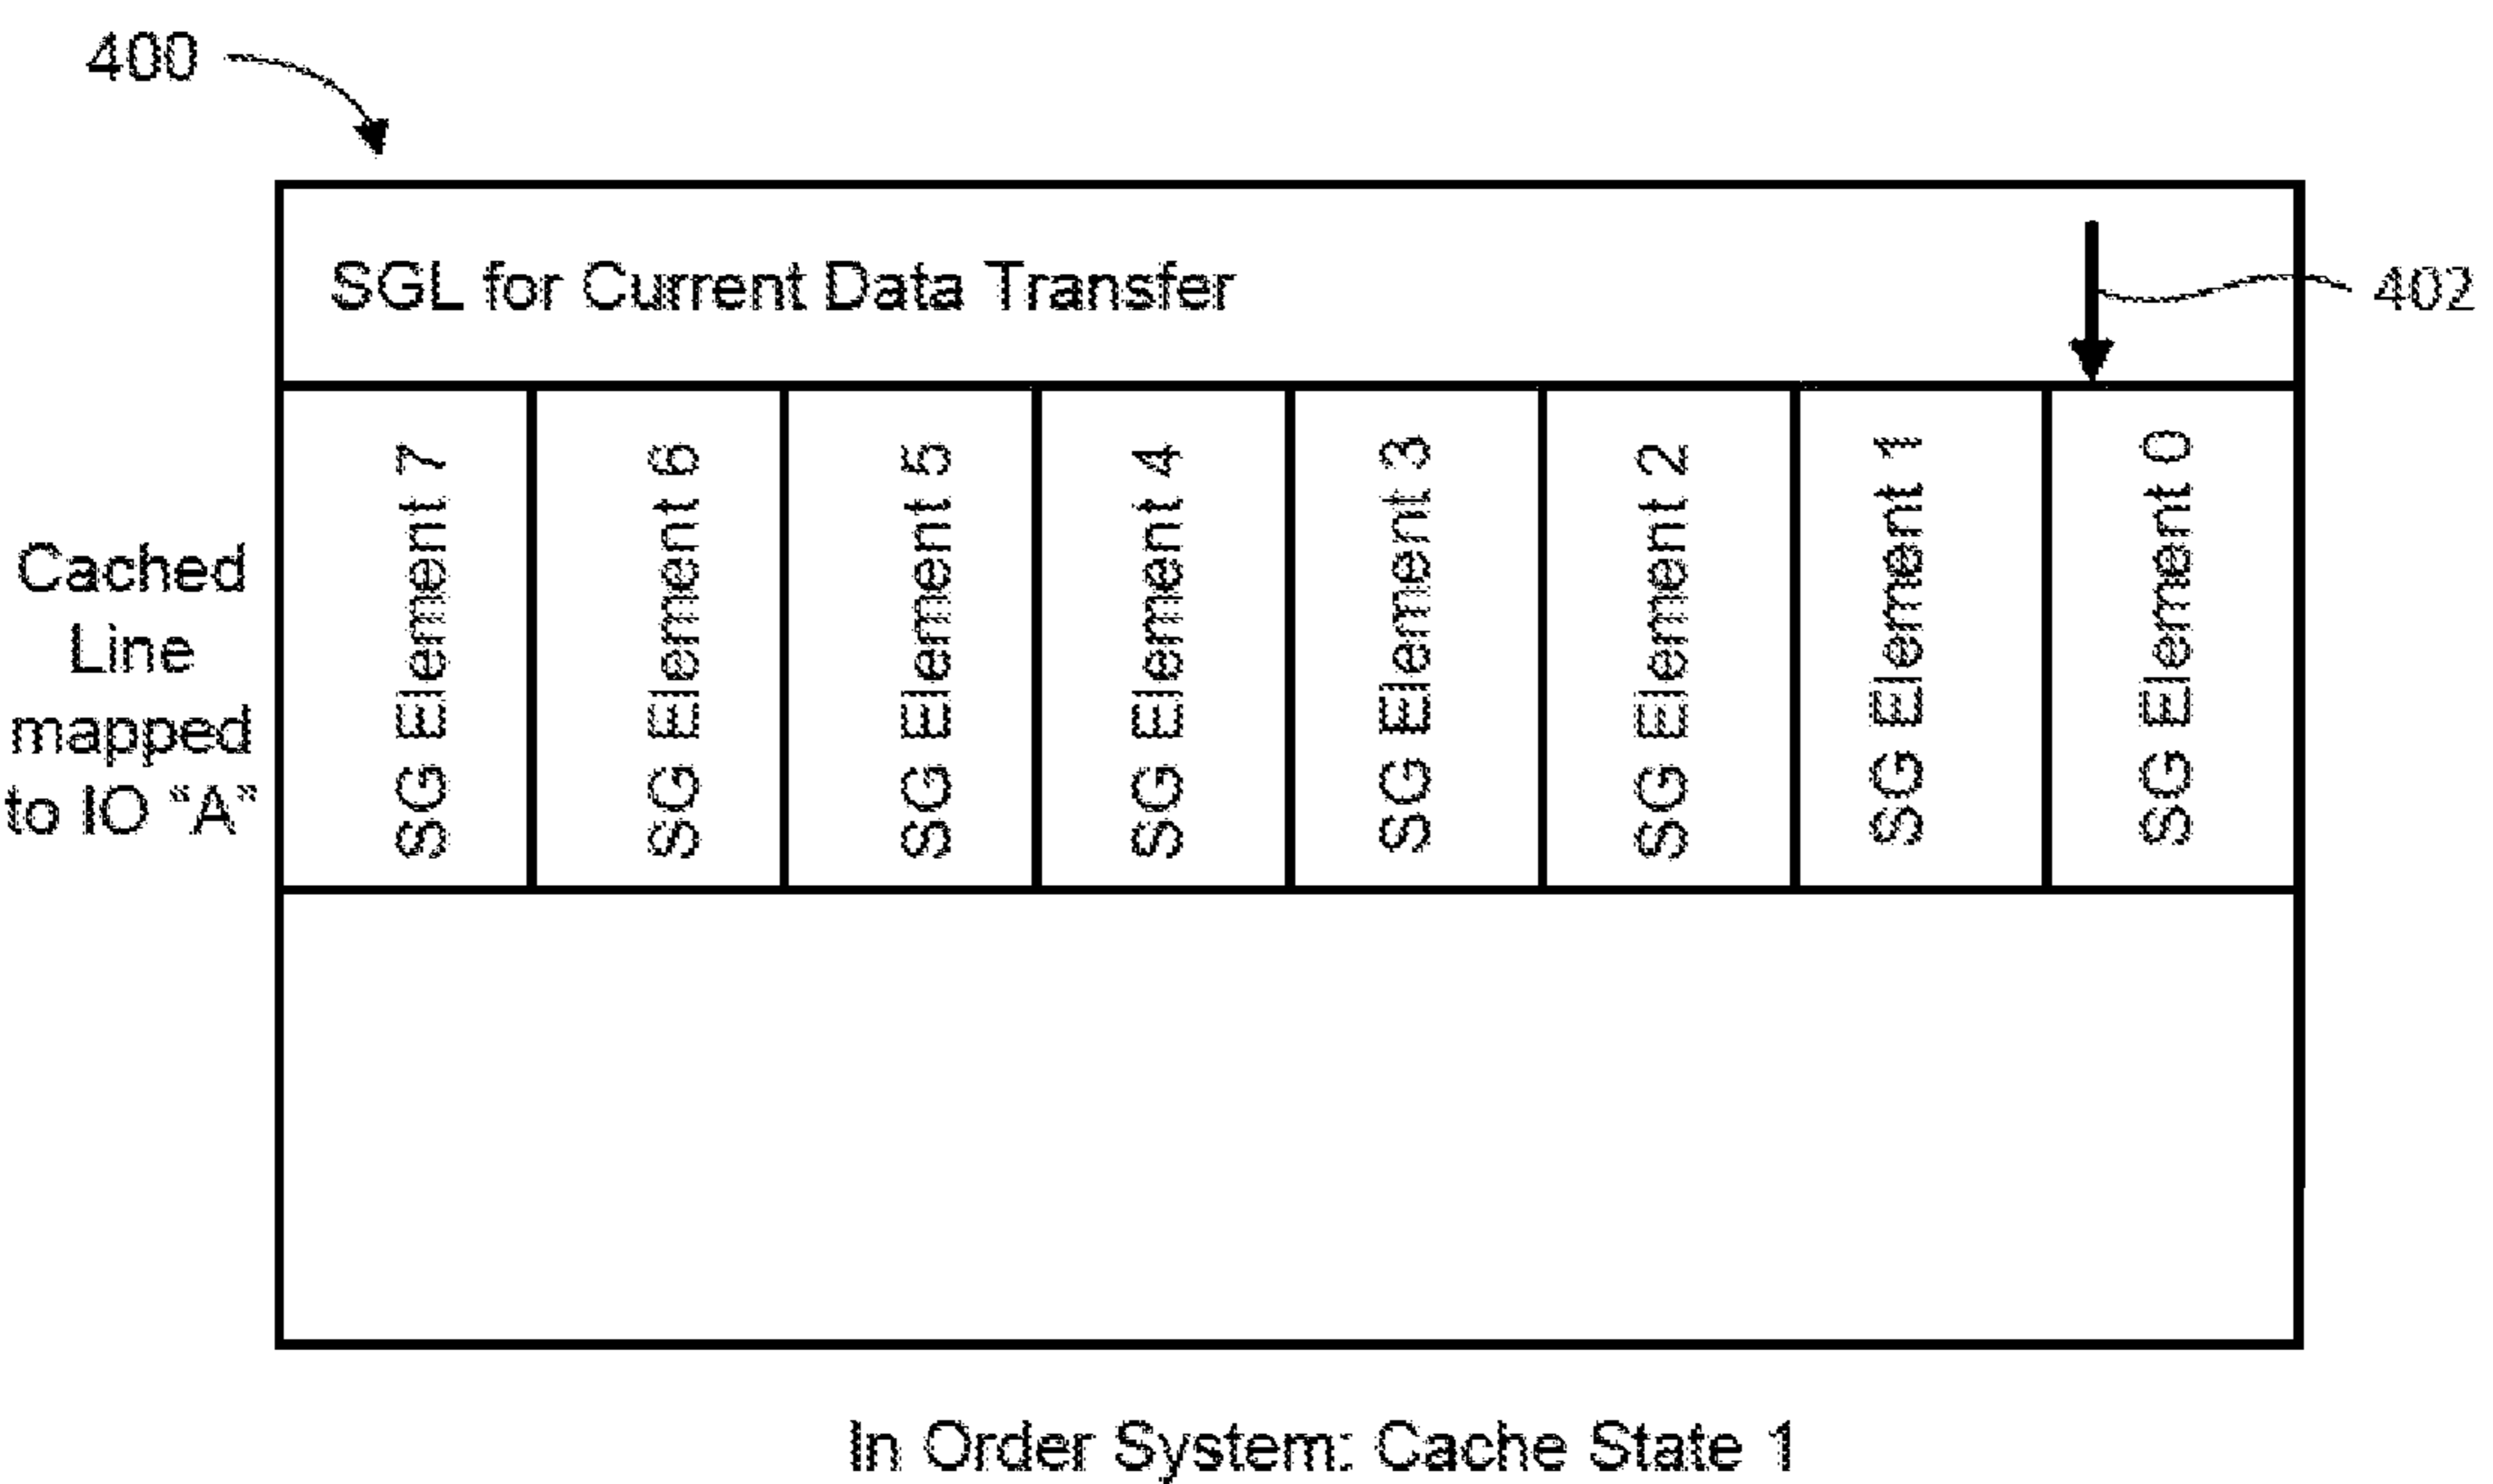 400
SGL for Current Data Transfer
402
Cached
Line
mapped
to IO “A”
SG Element 7
SG Element 6
SG Element 5
SG Element 4
SG Element 3
SG Element 2
SG Element 1
SG Element 0
In Order System: Cache State 1